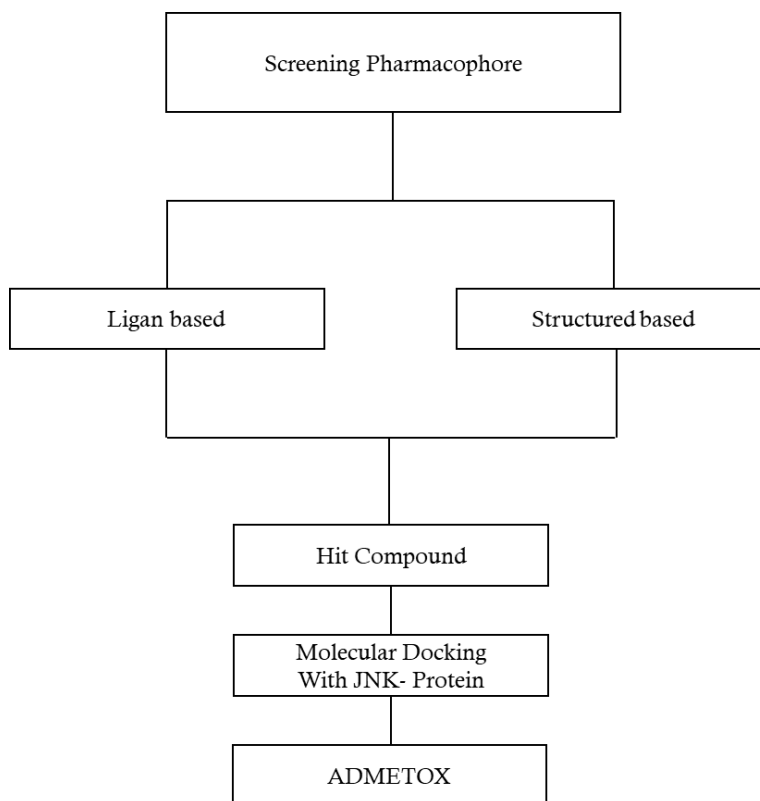 Screening Pharmacophore
Ligan based
Structured based
Hit Compound
Molecular Docking
With JNK- Protein
ADMETOX